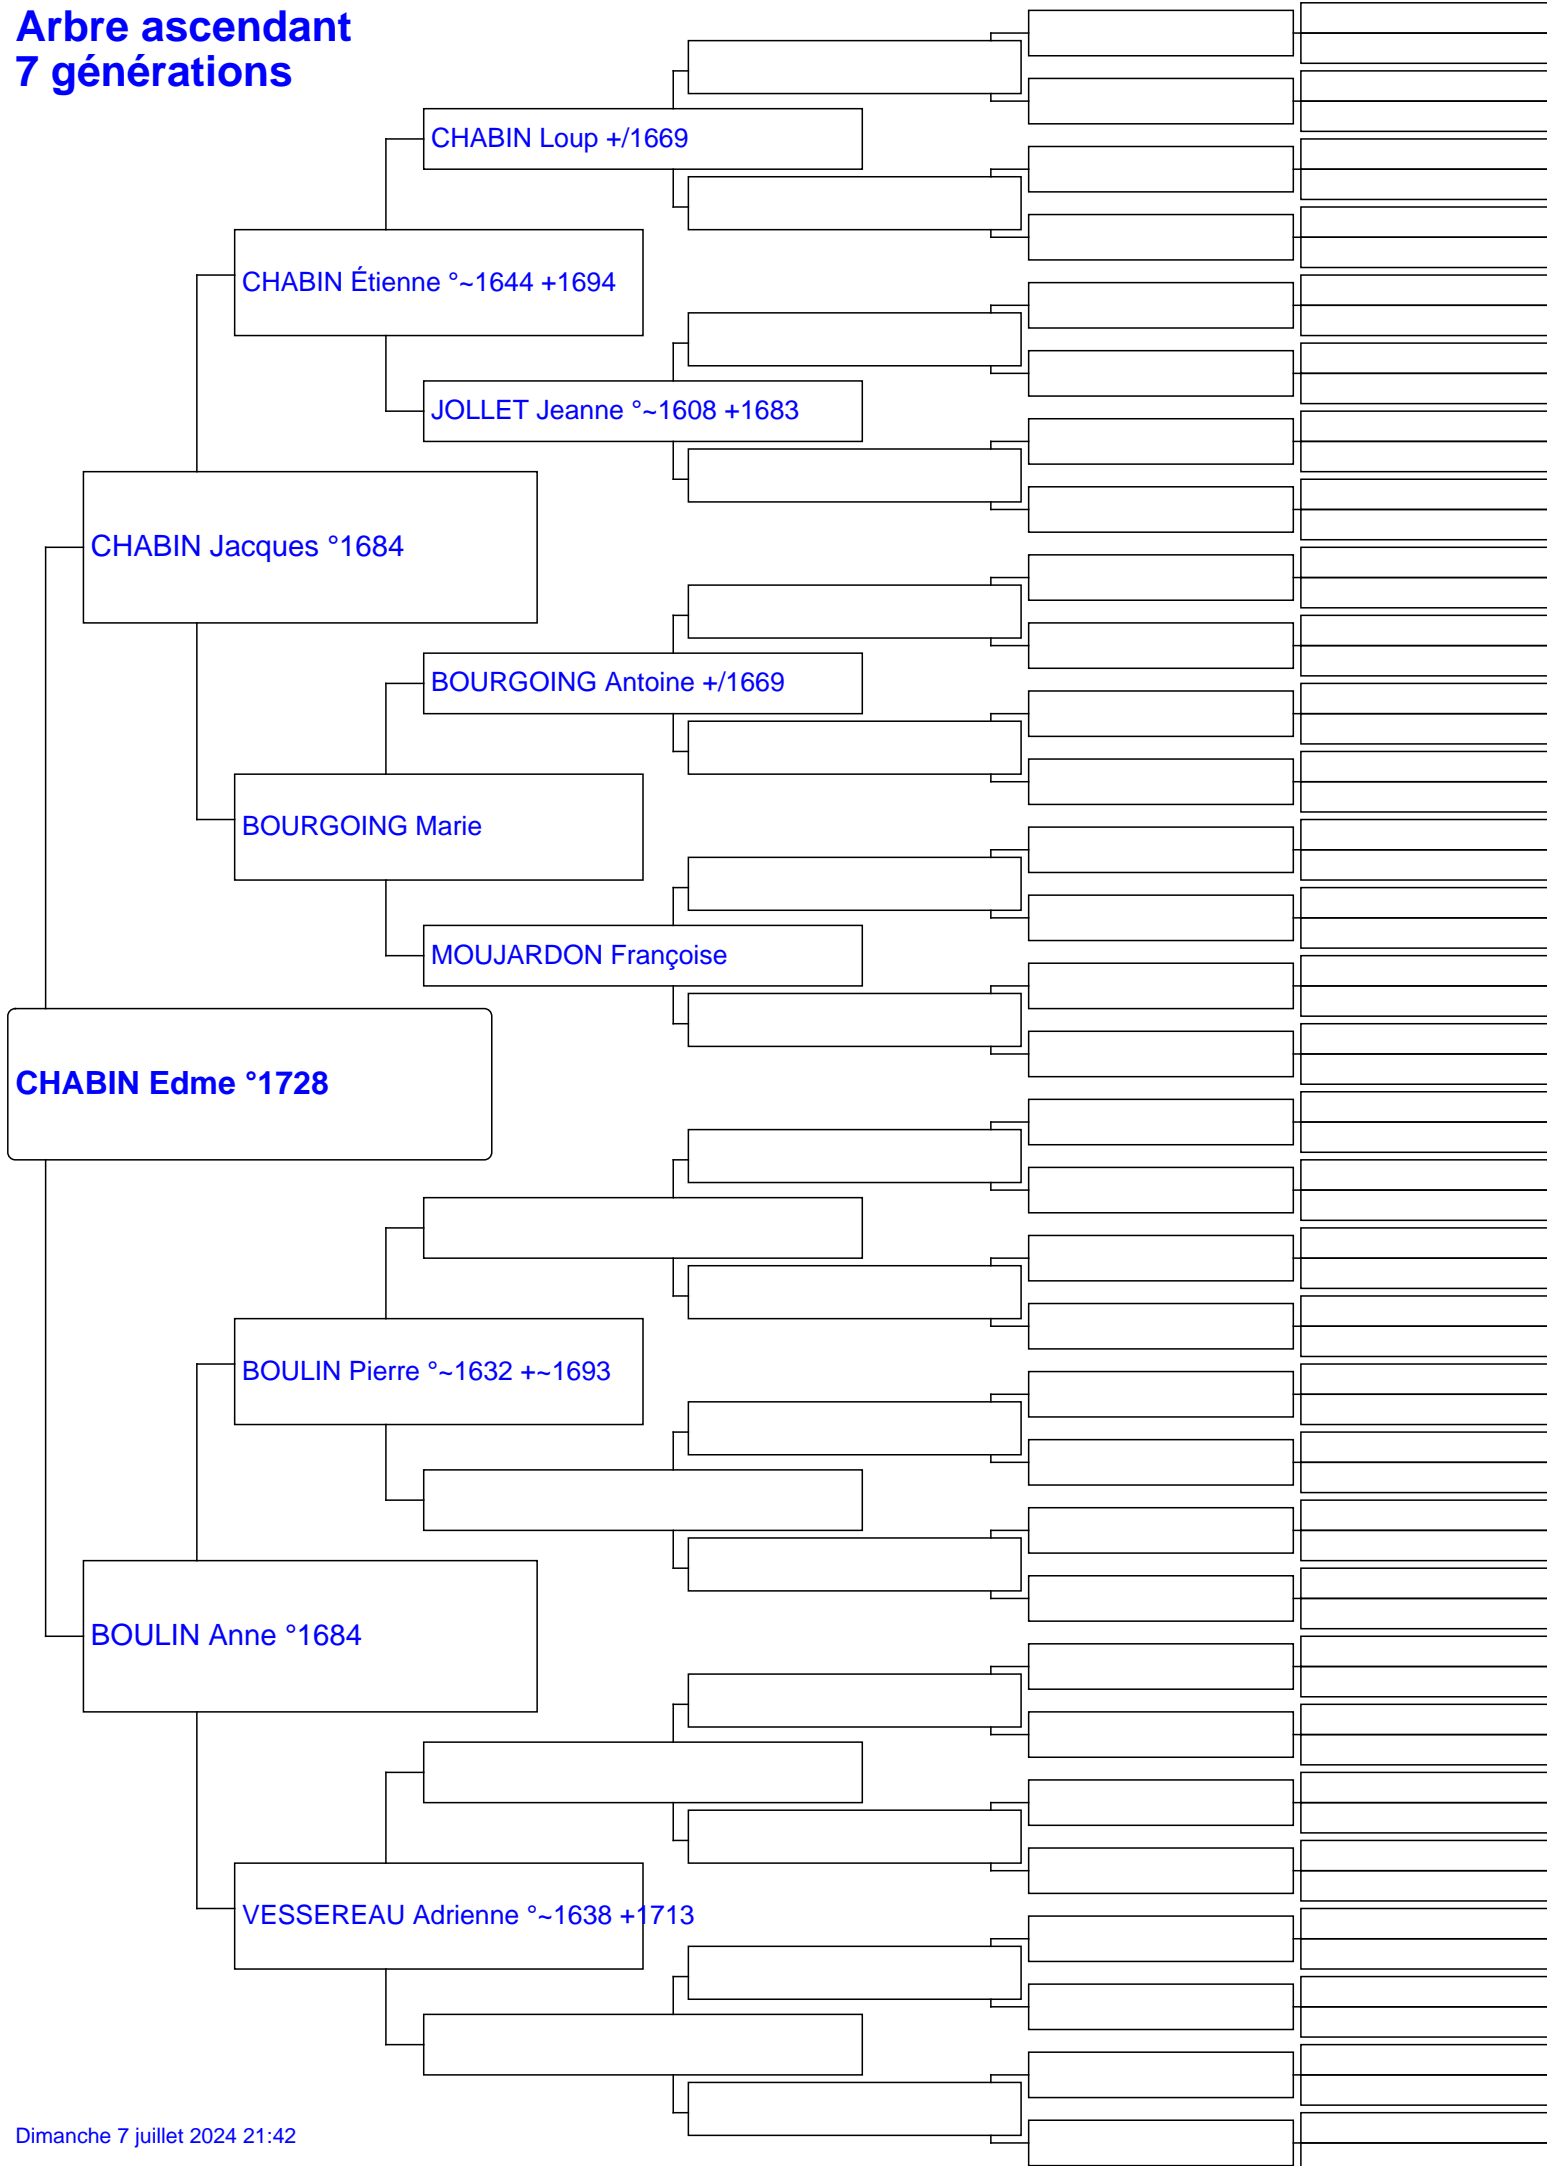 Arbre ascendant
7 générations
CHABIN Loup +/1669
CHABIN Étienne °~1644 +1694
JOLLET Jeanne °~1608 +1683
CHABIN Jacques °1684
BOURGOING Antoine +/1669
BOURGOING Marie
MOUJARDON Françoise
CHABIN Edme °1728
BOULIN Pierre °~1632 +~1693
BOULIN Anne °1684
VESSEREAU Adrienne °~1638 +1713
Dimanche 7 juillet 2024 21:42